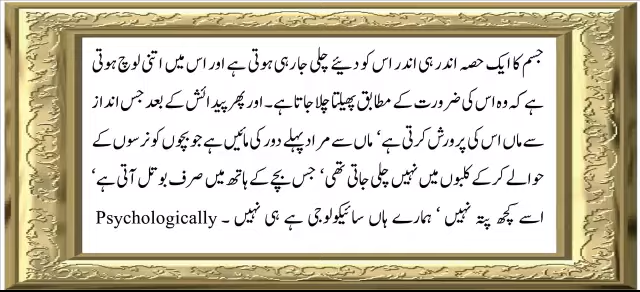 جسم کا ایک حصہ اندر ہی اندر اس کو دیئے چلی جا رہی ہوتی ہے اور اس میں اتنی لوچ ہوتی
ہے کہ وہ اس کی ضرورت کے مطابق پھیلتا چلا جاتا ہے۔ اور پھر پیدائش کے بعد جس انداز
سے ماں اس کی پرورش کرتی ہے‘ ماں سے مراد پہلے دور کی مائیں ہے جو بچوں کو نرسوں کے
حوالے کر کے کلبوں میں نہیں چلی جاتی تھی‘ جس بچے کے ہاتھ میں صرف بوتل آتی ہے‘
اسے کچھ پتہ نہیں‘ ہمارے ہاں سائیکولوجی ہے ہی نہیں ۔ Psychologically